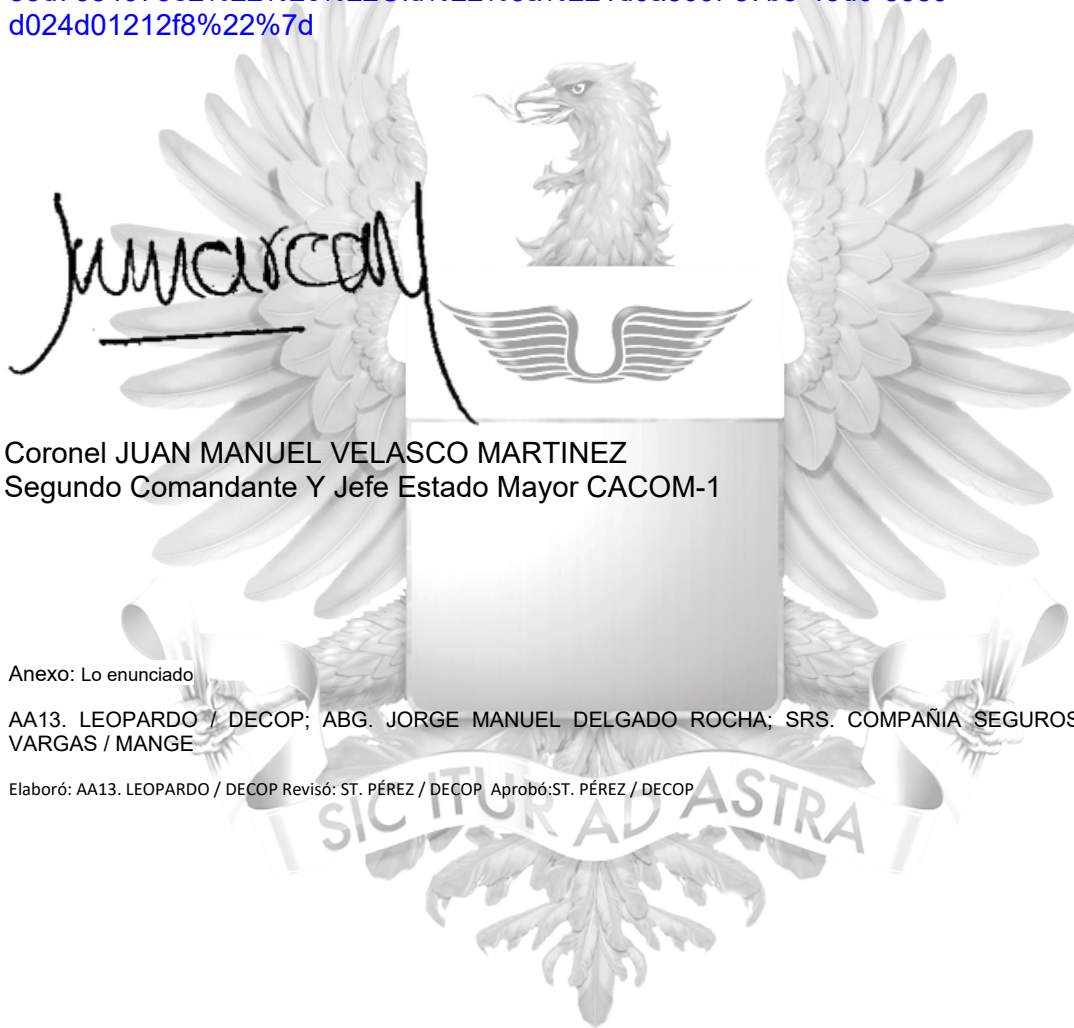 d024d01212f8%22%7d
Coronel JUAN MANUEL VELASCO MARTINEZ
Segundo Comandante Y Jefe Estado Mayor CACOM-1
Anexo: Lo enunciado
AA13. LEOPARDO / DECOP; ABG. JORGE MANUEL DELGADO ROCHA; SRS. COMPAÑIA SEGUROS
VARGAS / MANGE
Elaboró: AA13. LEOPARDO / DECOP Revisó: ST. PÉREZ / DECOP Aprobó:ST. PÉREZ / DECOP
SIC ITUR AD ASTRA